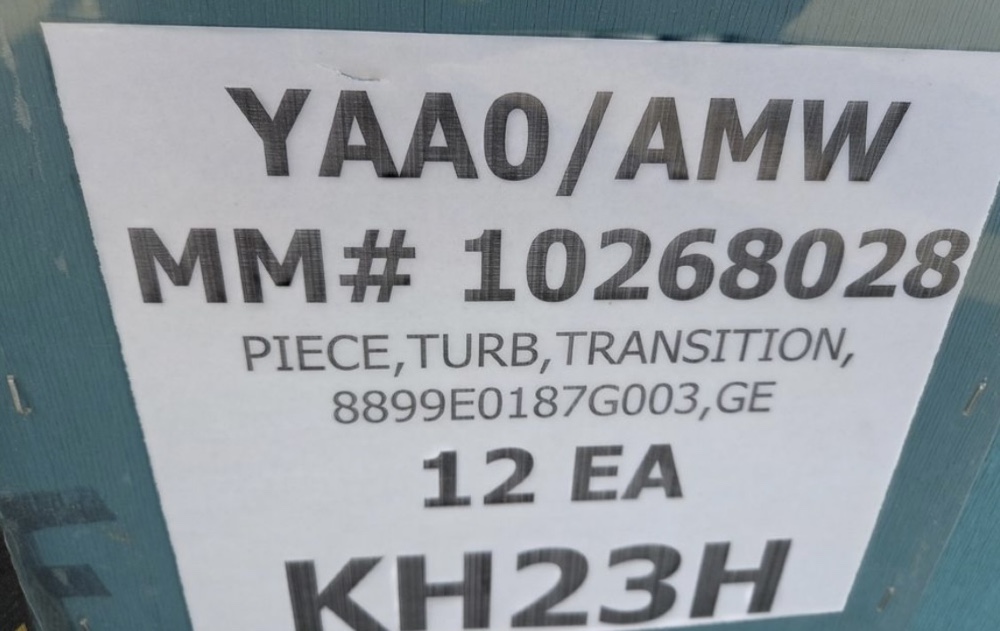 YAA0/AMW
MM# 10268028
PIECE,TURB,TRANSITION,
8899E0187G003,GE
12 EA
KH23H